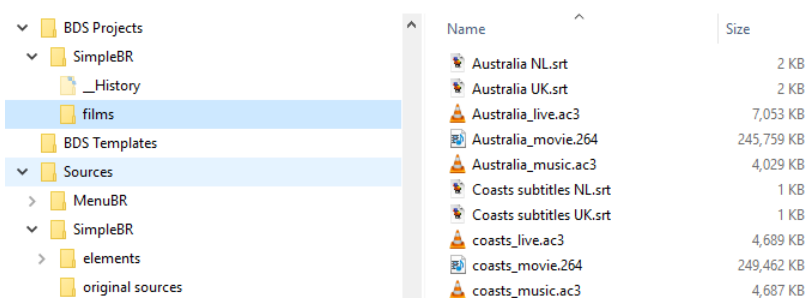 BDS Projects
SimpleBR
__History
films
BDS Templates
Sources
MenuBR
SimpleBR
elements
original sources
Name Size
Australia NL.srt 2 KB
Australia UK.srt 2 KB
Australia_live.ac3 7,053 KB
Australia_movie.264 245,759 KB
Australia_music.ac3 4,029 KB
Coasts subtitles NL.srt 1 KB
Coasts subtitles UK.srt 1 KB
coasts_live.ac3 4,689 KB
coasts_movie.264 249,462 KB
coasts_music.ac3 4,687 KB